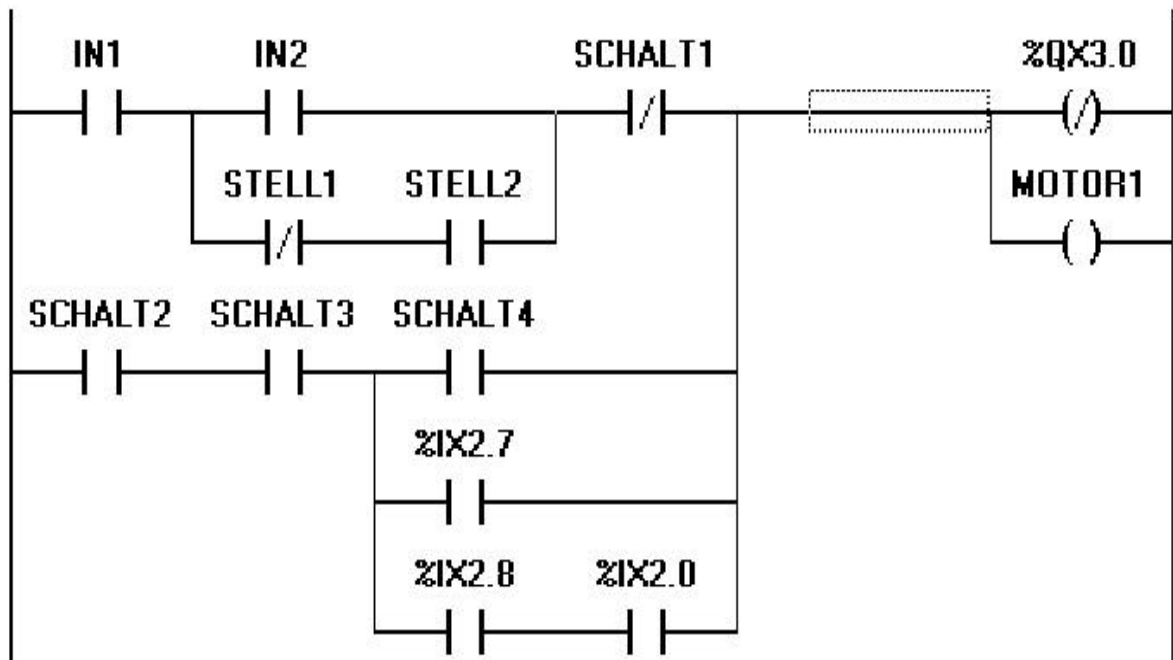 IN1 IN2 SCHALT1 %QX3.0
STELL1 STELL2 MOTOR1
SCHALT2 SCHALT3 SCHALT4
%IX2.7
%IX2.8 %IX2.0